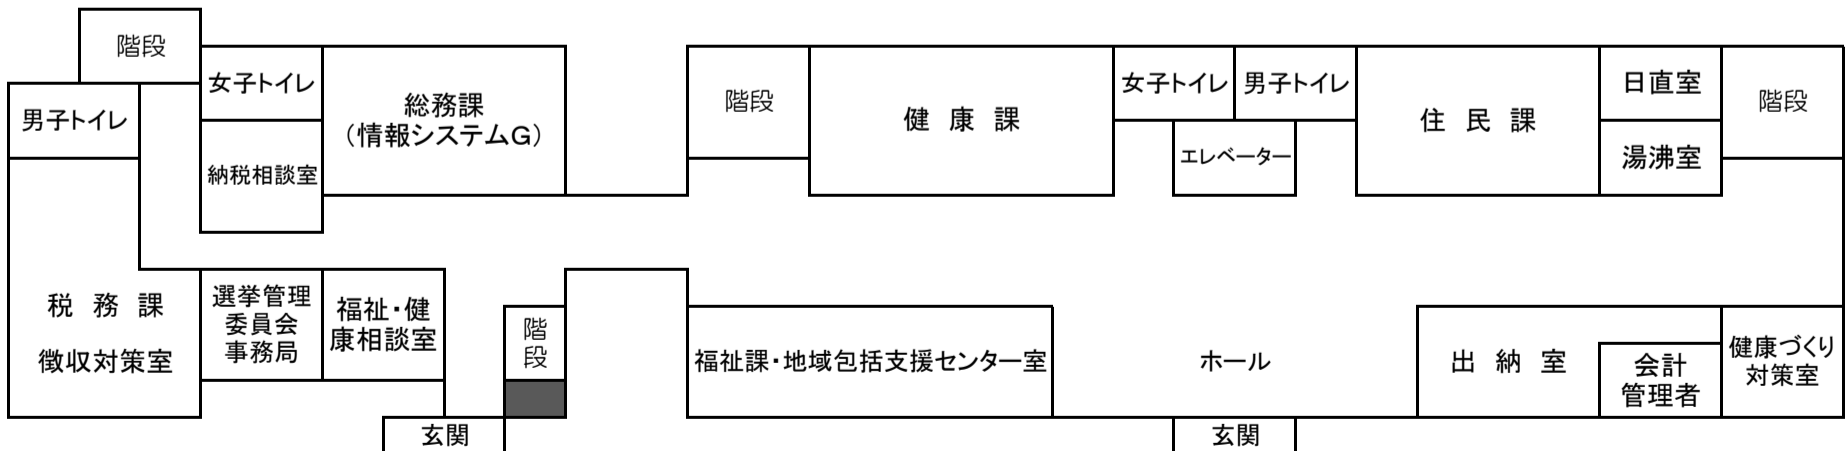 階段
女子トイレ
男子トイレ
総務課
（情報システムG）
納税相談室
階段
健康課
女子トイレ
男子トイレ
エレベーター
住民課
日直室
湯沸室
階段
税務課
徴収対策室
選挙管理
委員会
事務局
福祉・健
康相談室
階
段
玄関
福祉課・地域包括支援センター室
ホール
玄関
出納室
会計
管理者
健康づくり
対策室